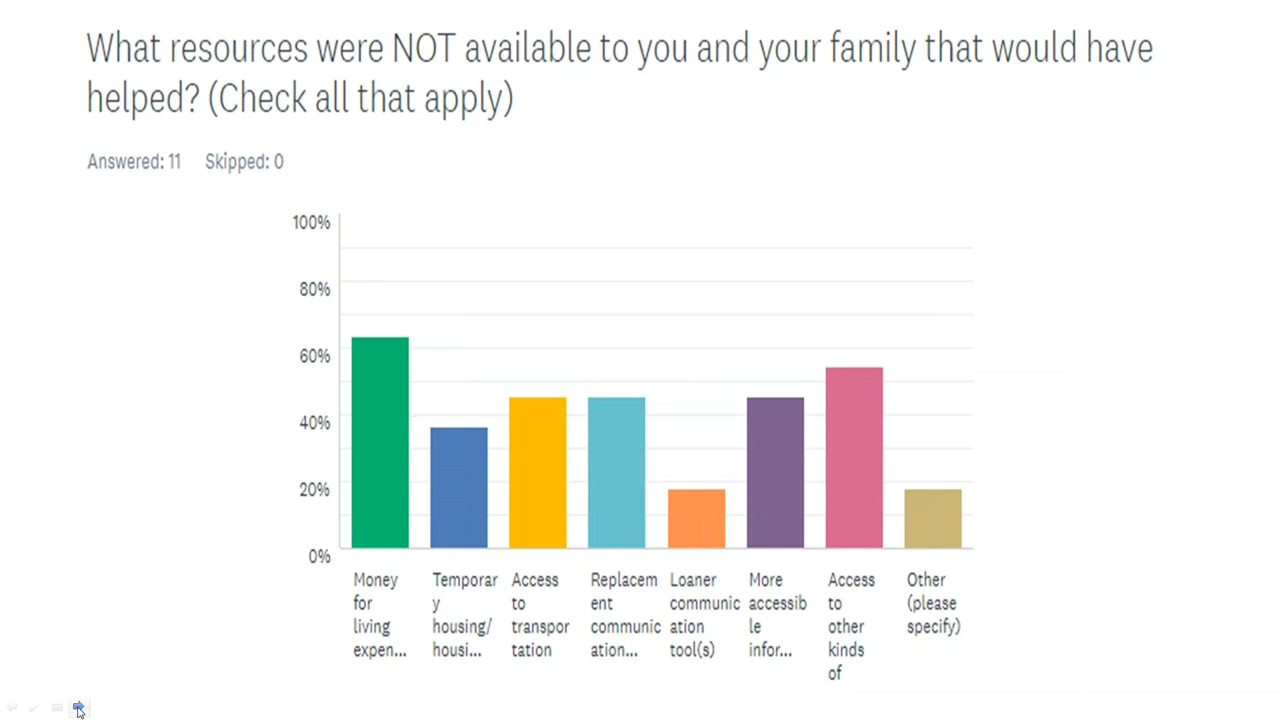 What resources were NOT available to you and your family that would have
helped? (Check all that apply)
Answered: 11 Skipped: 0
100%
80%
60%
40%
20%
0%
Money
for
living
expen...
Temporar
y
housing/
housi...
Access
to
transpor
tation
Replacem
ent
communic
ation...
Loaner
communic
ation
tool(s)
More
accessib
le
infor...
Access
to
other
kinds
of
Other
(please
specify)